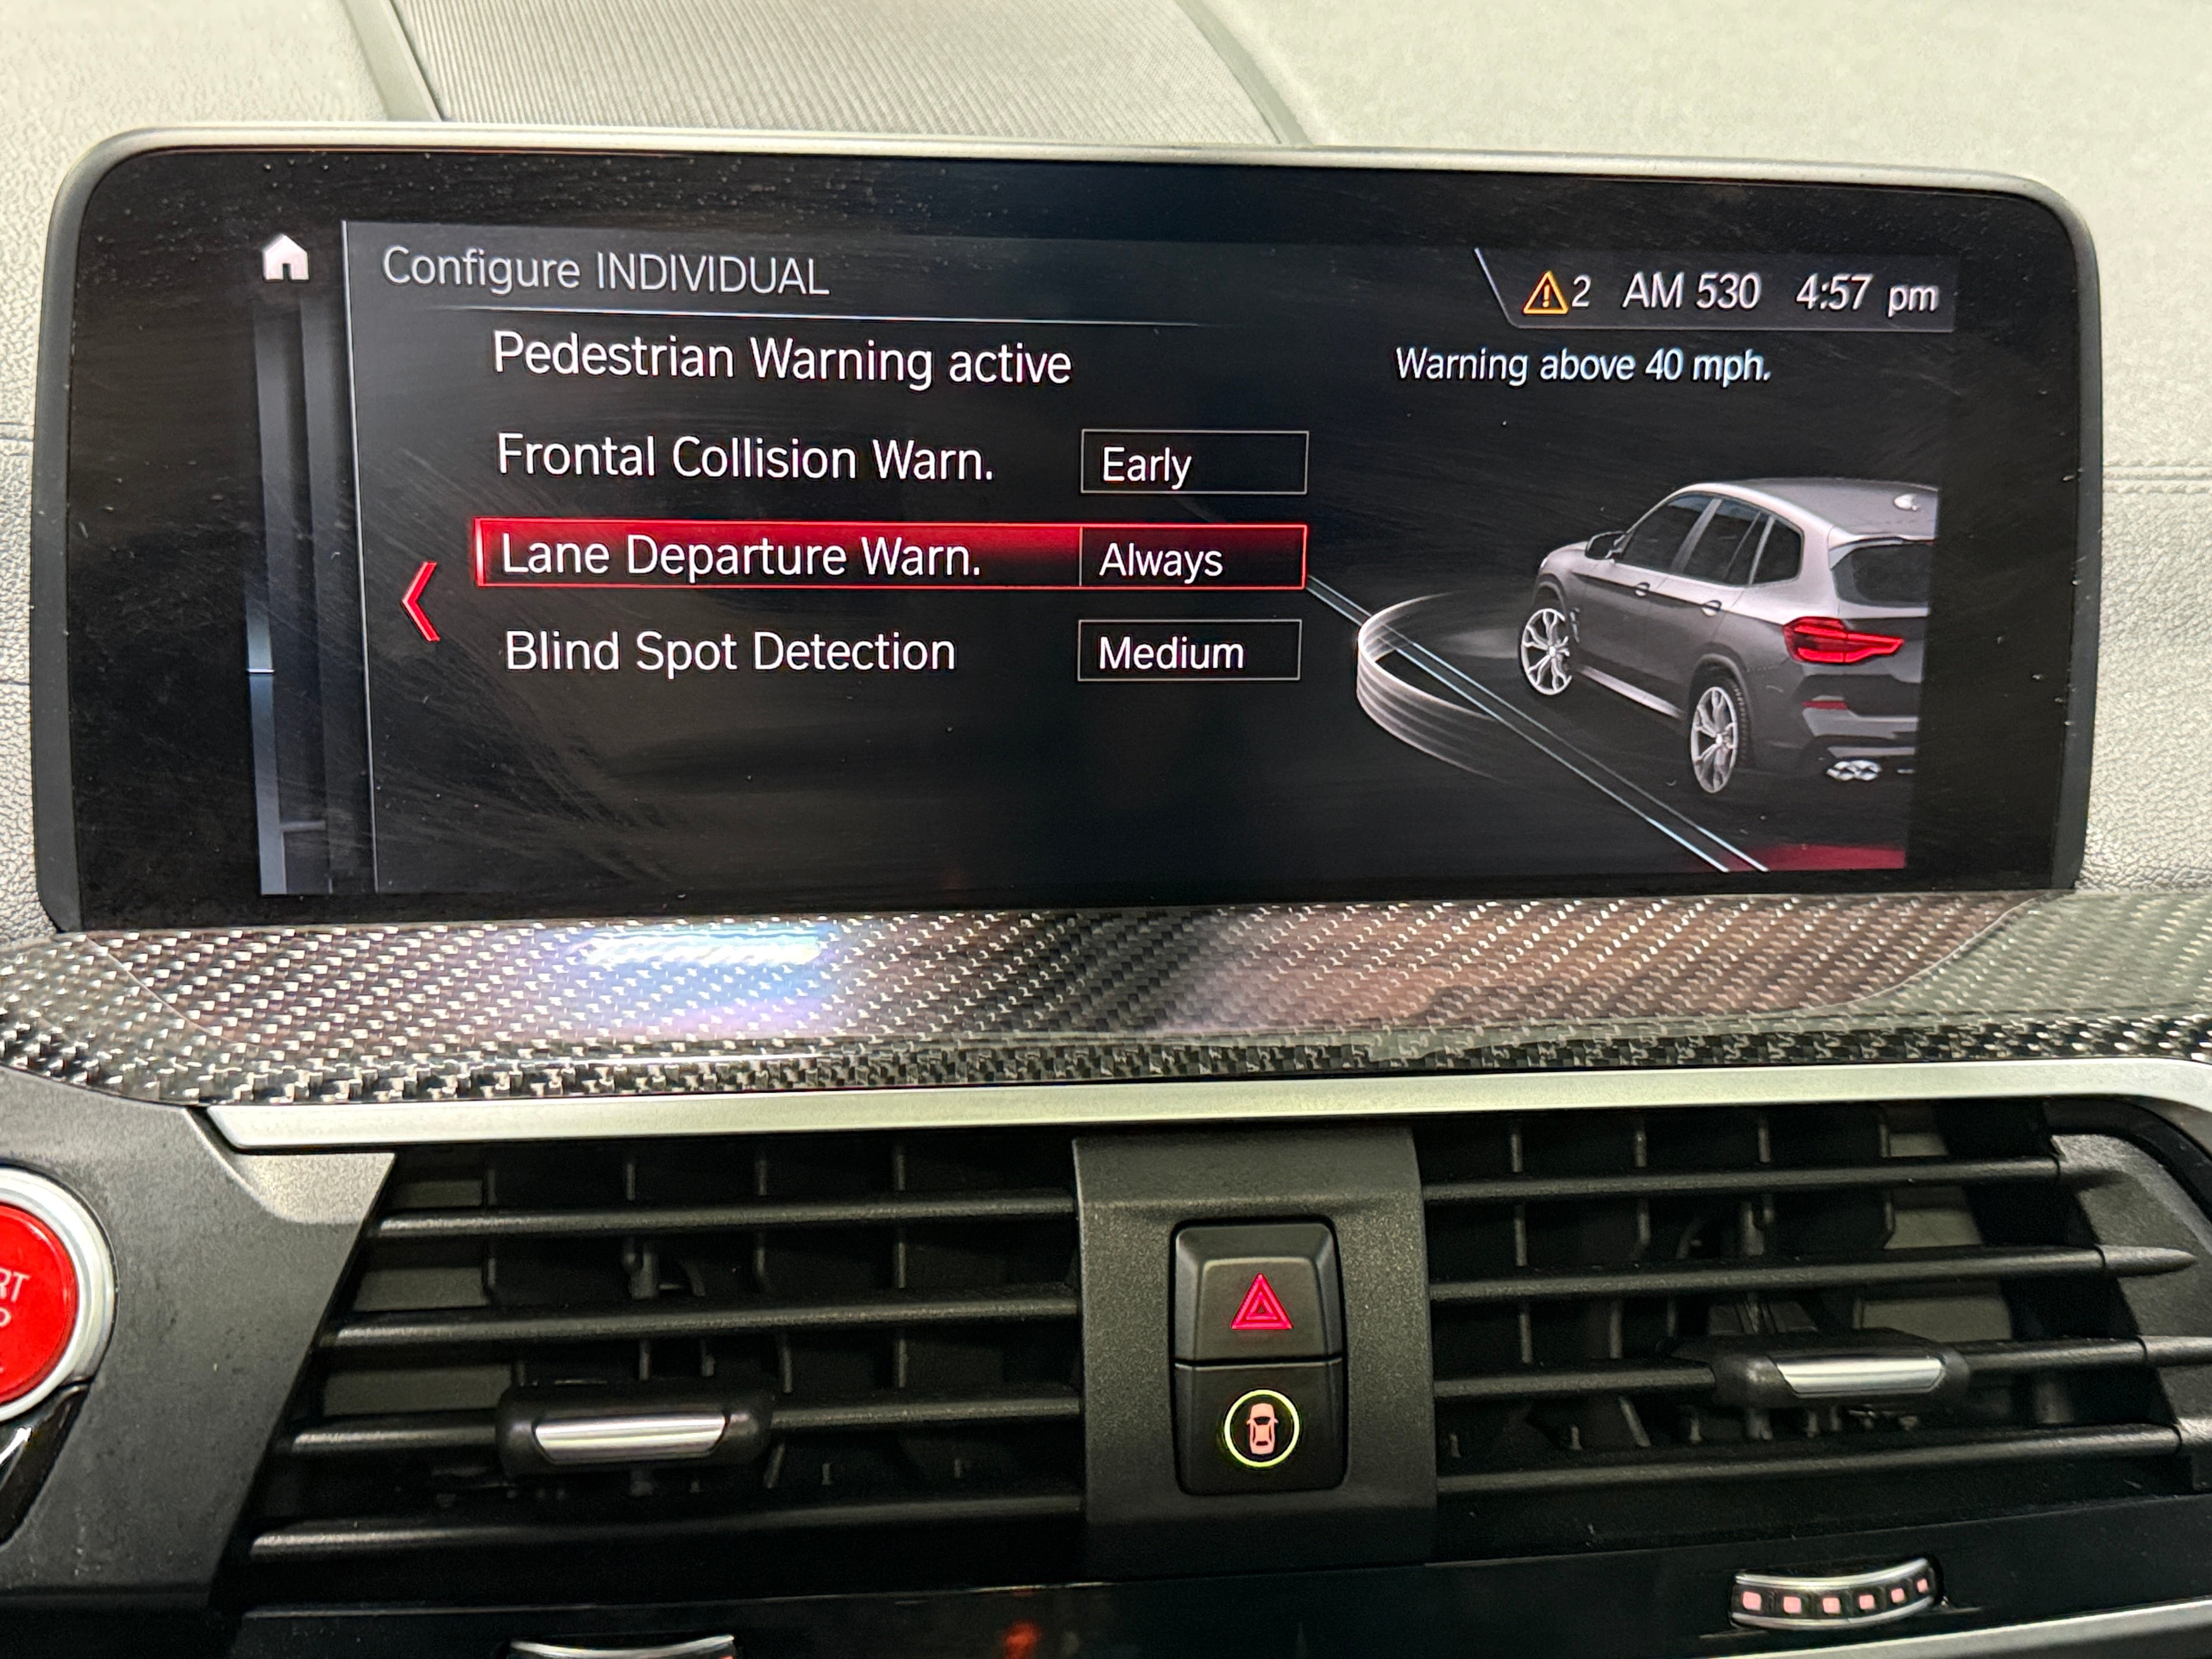 Configure INDIVIDUAL
2 AM 530 4:57 pm
Pedestrian Warning active
Warning above 40 mph.
Frontal Collision Warn. Early
Lane Departure Warn. Always
Blind Spot Detection Medium